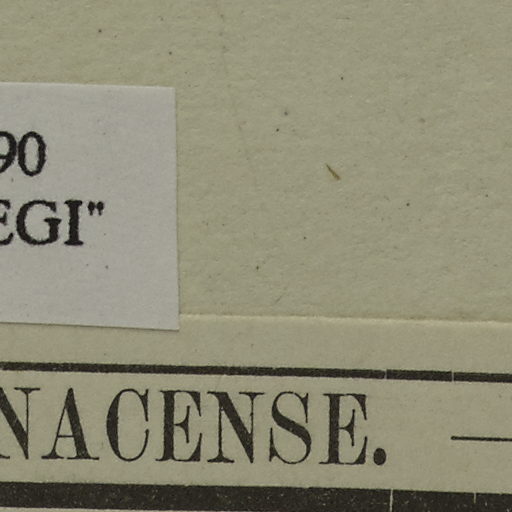 90
EGI"
NACENSE. —